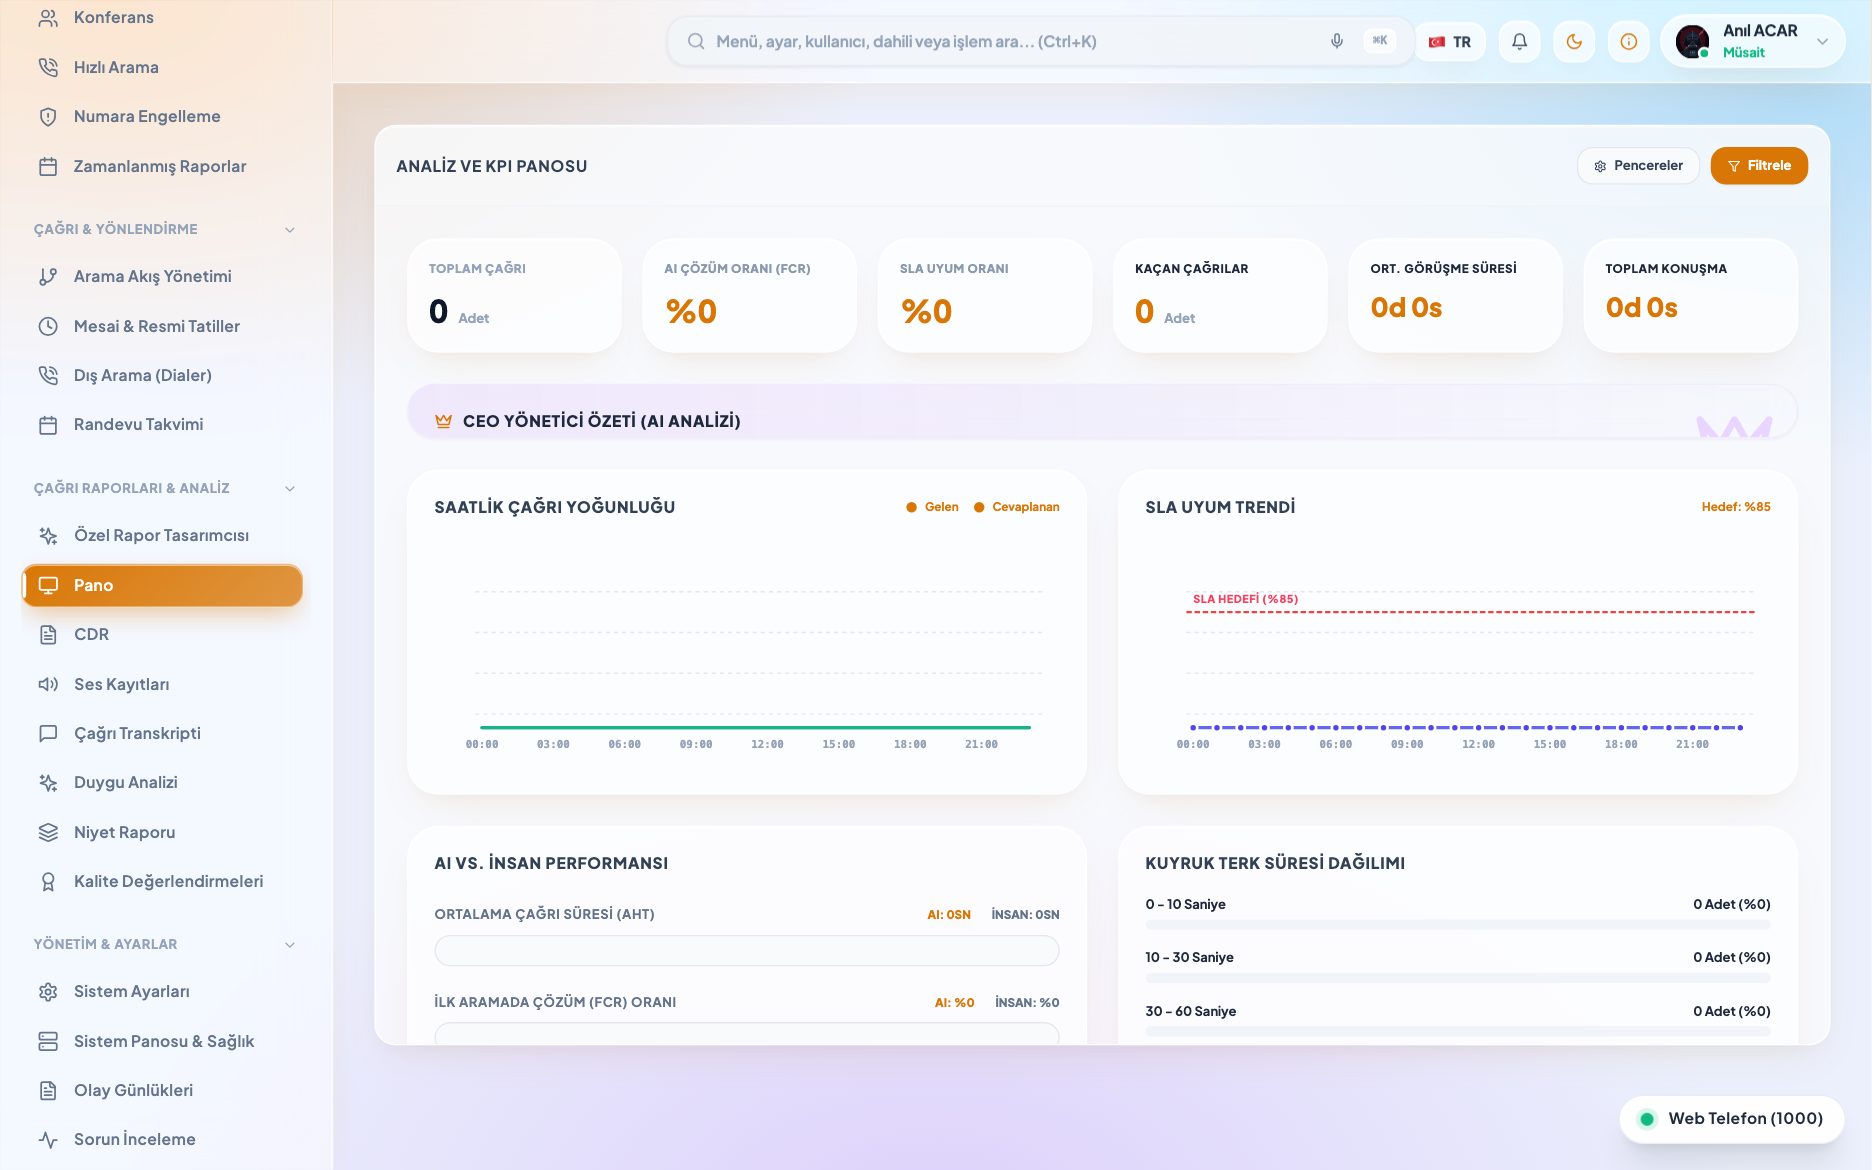 Konferans
Hızlı Arama
Numara Engelleme
Zamanlanmış Raporlar
ÇAĞRI & YÖNLENDİRME
Arama Akış Yönetimi
Mesai & Resmi Tatiller
Dış Arama (Dialer)
Randevu Takvimi
ÇAĞRI RAPORLARI & ANALİZ
Özel Rapor Tasarımcısı
Pano
CDR
Ses Kayıtları
Çağrı Transkripti
Duygu Analizi
Niyet Raporu
Kalite Değerlendirmeleri
YÖNETİM & AYARLAR
Sistem Ayarları
Sistem Panosu & Sağlık
Olay Günlükleri
Sorun İnceleme
Menü, ayar, kullanıcı, dahili veya işlem ara... (Ctrl+K)
⌘K
TR
Anıl ACAR
Müsait
ANALİZ VE KPI PANOSU
Pencereler
Filtrele
TOPLAM ÇAĞRI
0 Adet
AI ÇÖZÜM ORANI (FCR)
%0
SLA UYUM ORANI
%0
KAÇAN ÇAĞRILAR
0 Adet
ORT. GÖRÜŞME SÜRESİ
0d 0s
TOPLAM KONUŞMA
0d 0s
CEO YÖNETİCİ ÖZETİ (AI ANALİZİ)
SAATLİK ÇAĞRI YOĞUNLUĞU
Gelen Cevaplanan
00:00 03:00 06:00 09:00 12:00 15:00 18:00 21:00
SLA UYUM TRENDİ
Hedef: %85
SLA HEDEFİ (%85)
00:00 03:00 06:00 09:00 12:00 15:00 18:00 21:00
AI VS. İNSAN PERFORMANSI
ORTALAMA ÇAĞRI SÜRESİ (AHT) AI: 0SN İNSAN: 0SN
İLK ARAMADA ÇÖZÜM (FCR) ORANI AI: %0 İNSAN: %0
KUYRUK TERK SÜRESİ DAĞILIMI
0 - 10 Saniye 0 Adet (%0)
10 - 30 Saniye 0 Adet (%0)
30 - 60 Saniye 0 Adet (%0)
Web Telefon (1000)